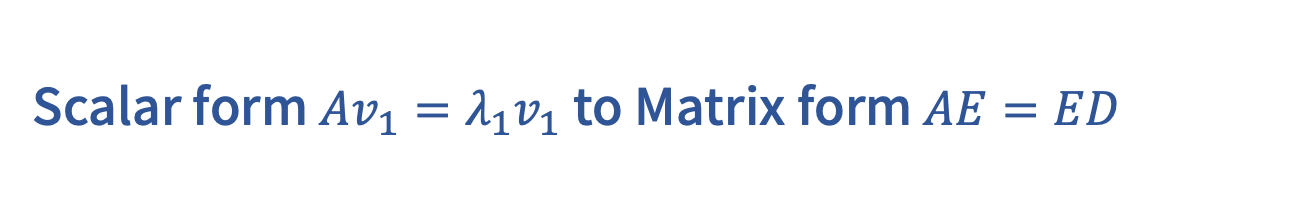 Scalar form 𝐴𝑣₁ = 𝜆₁𝑣₁ to Matrix form 𝐴𝐸 = 𝐸𝐷